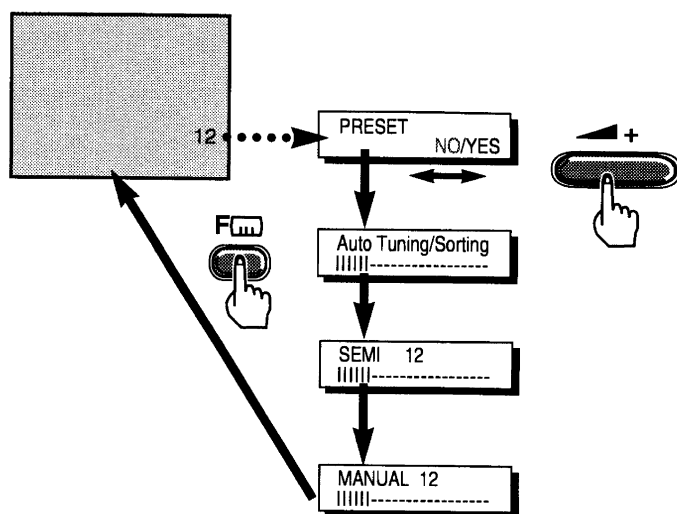 12
PRESET
NO/YES
+
F
Auto Tuning/Sorting
SEMI 12
MANUAL 12